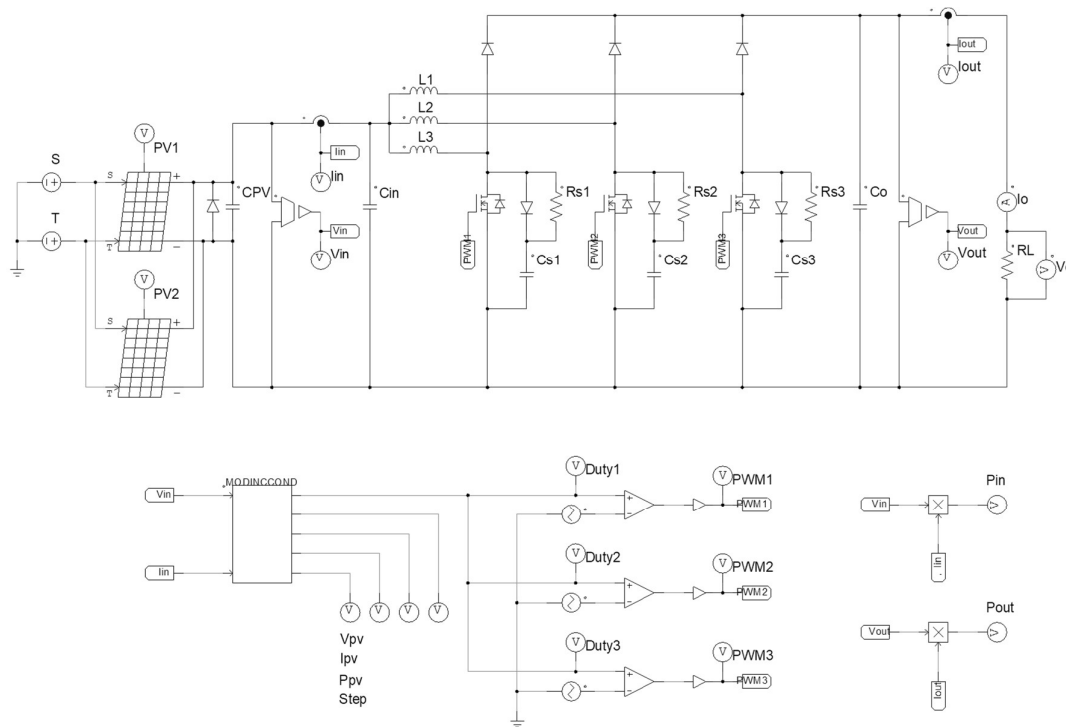 Iout
Iout
L1
L2
L3
V
PV1
S
T
S
T
CPV
Iin
Iin
Vin
Vin
Cin
PWM1
Rs1
Cs1
PWM2
Rs2
Cs2
PWM3
Rs3
Cs3
Co
V
Vout
Vout
A
Io
RL
V
V
PV2
S
T
MODINCCOND
Vin
Iin
V
V
V
V
Vpv
Ipv
Ppv
Step
V
Duty1
V
PWM1
PWM1
V
Duty2
V
PWM2
PWM2
V
Duty3
V
PWM3
PWM3
Vin
Iin
Pin
V
Vout
Iout
Pout
V